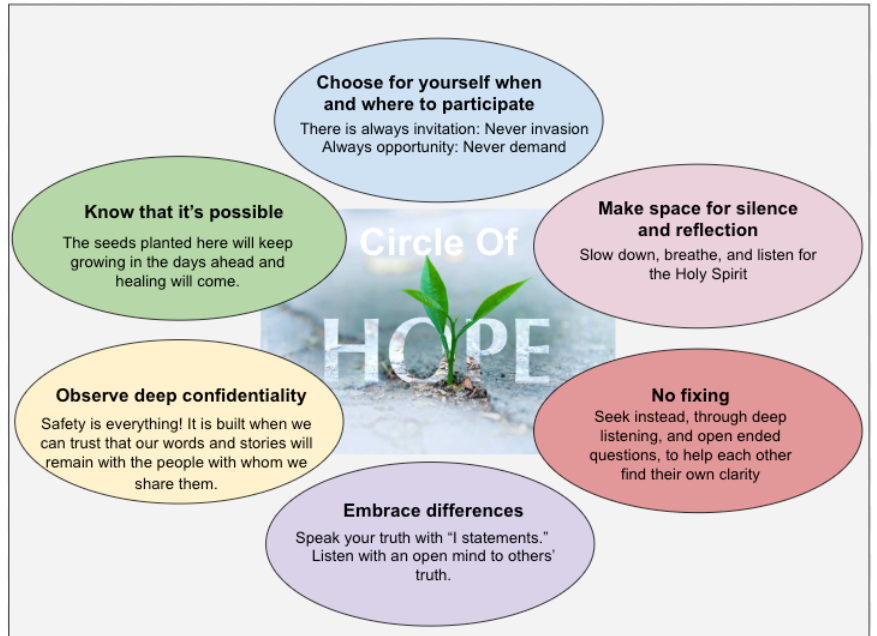 Choose for yourself when
and where to participate
There is always invitation: Never invasion
Always opportunity: Never demand
Know that it's possible
The seeds planted here will keep
growing in the days ahead and
healing will come.
Make space for silence
and reflection
Slow down, breathe, and listen for
the Holy Spirit
Circle Of
HOPE
Observe deep confidentiality
Safety is everything! It is built when we
can trust that our words and stories will
remain with the people with whom we
share them.
No fixing
Seek instead, through deep
listening, and open ended
questions, to help each other
find their own clarity
Embrace differences
Speak your truth with “I statements.”
Listen with an open mind to others’
truth.